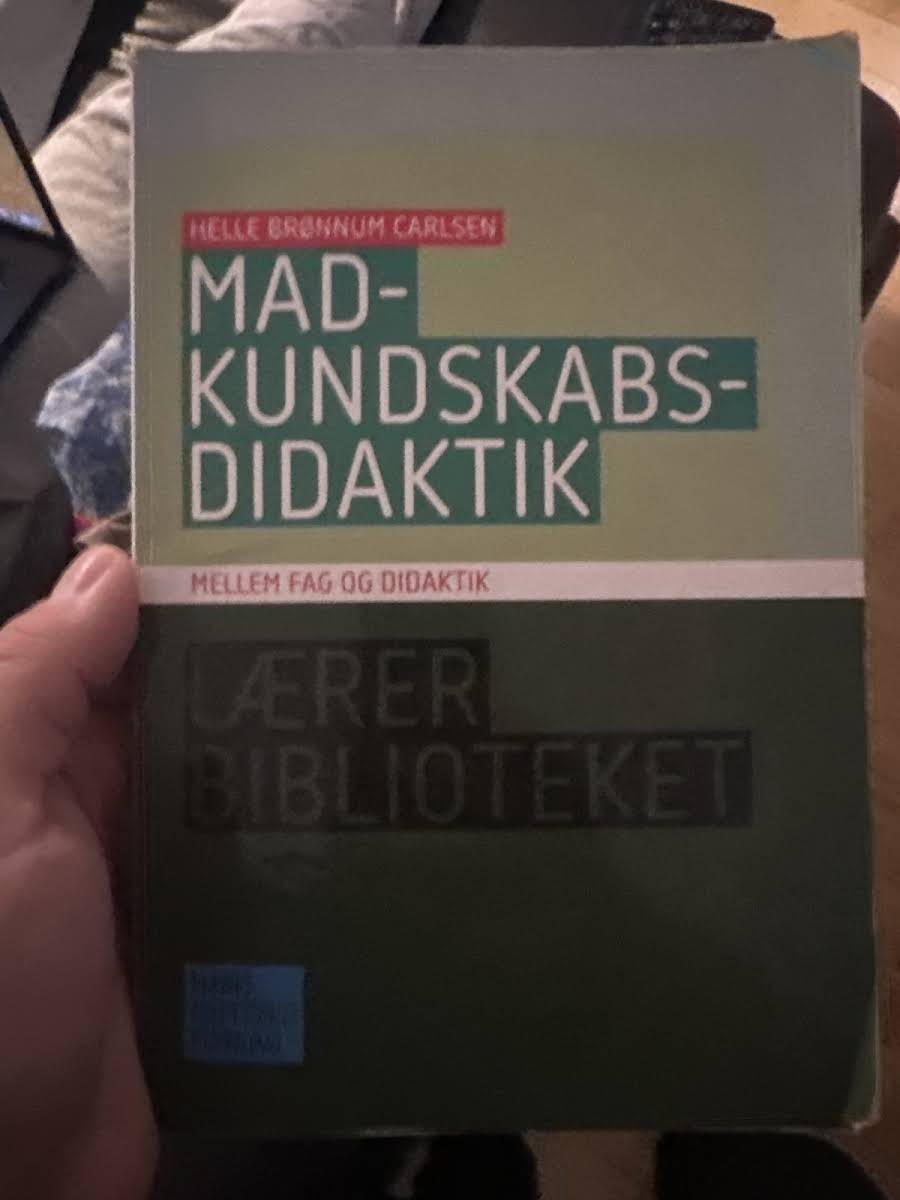 HELLE BRØNNUM CARLSEN
MAD-
KUNDSKABS-
DIDAKTIK
MELLEM FAG OG DIDAKTIK
LÆRER
BIBLIOTEKET